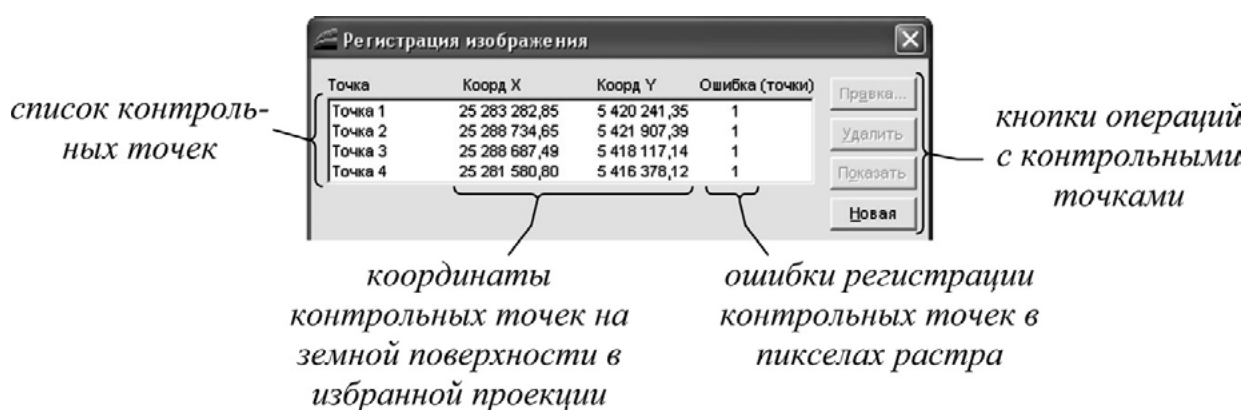 Регистрация изображения
Точка Коорд X Коорд Y Ошибка (точки)
Точка 1 25 283 282,85 5 420 241,35 1
Точка 2 25 288 734,65 5 421 907,39 1
Точка 3 25 288 687,49 5 418 117,14 1
Точка 4 25 281 580,80 5 416 378,12 1
Правка...
Удалить
Показать
Новая
список контроль-
ных точек
кнопки операций
с контрольными
точками
координаты
контрольных точек на
земной поверхности в
избранной проекции
ошибки регистрации
контрольных точек в
пикселах растра